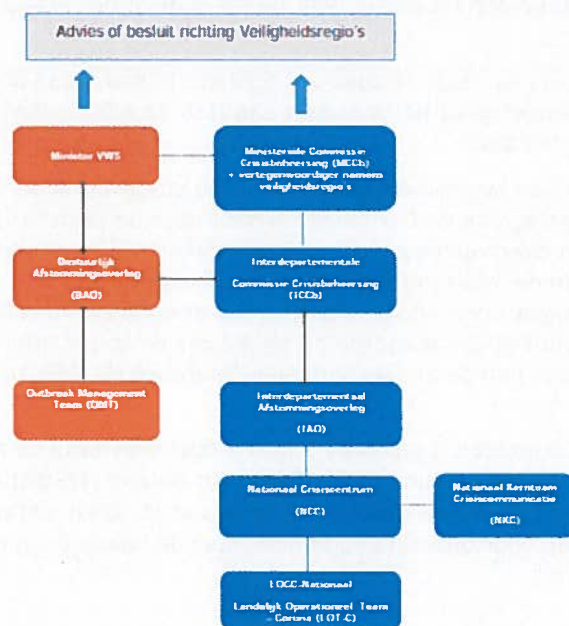 Advies of besluit richting Veiligheidsregio's
Minister VWS
Ministeriële Commissie
Crisisbeheersing (MCCb)
+ vertegenwoordiger namens
veiligheidsregio's
Bestuurlijk
Afstemmingsoverleg
(BAO)
Interdepartementale
Commissie Crisisbeheersing
(ICCb)
Outbreak Management
Team (OMT)
Interdepartementaal
Afstemmingsoverleg
(IAO)
Nationaal Crisiscentrum
(NCC)
Nationaal Kernteam
Crisiscommunicatie
(NKC)
LOCC-Nationaal
Landelijk Operationeel Team
- Corona (LOT-C)